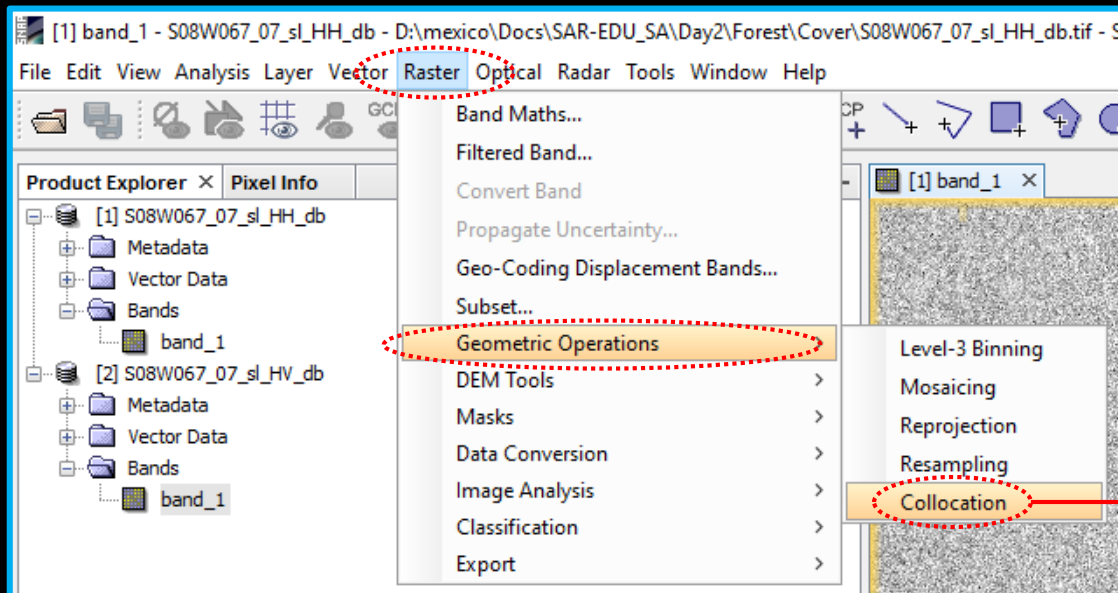 [1] band_1 - S08W067_07_sl_HH_db - D:\mexico\Docs\SAR-EDU_SA\Day2\Forest\Cover\S08W067_07_sl_HH_db.tif - S
File Edit View Analysis Layer Vector Raster Optical Radar Tools Window Help
Band Maths...
Filtered Band...
Convert Band
Propagate Uncertainty...
Geo-Coding Displacement Bands...
Subset...
Geometric Operations
DEM Tools
Masks
Data Conversion
Image Analysis
Classification
Export
Level-3 Binning
Mosaicing
Reprojection
Resampling
Collocation
Product Explorer
Pixel Info
[1] S08W067_07_sl_HH_db
Metadata
Vector Data
Bands
band_1
[2] S08W067_07_sl_HV_db
Metadata
Vector Data
Bands
band_1
[1] band_1